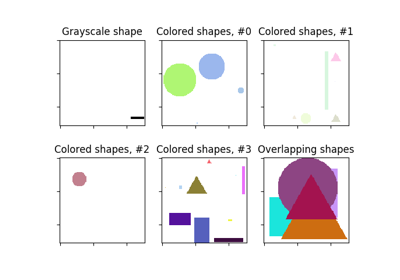 Grayscale shape
Colored shapes, #0
Colored shapes, #1
Colored shapes, #2
Colored shapes, #3
Overlapping shapes